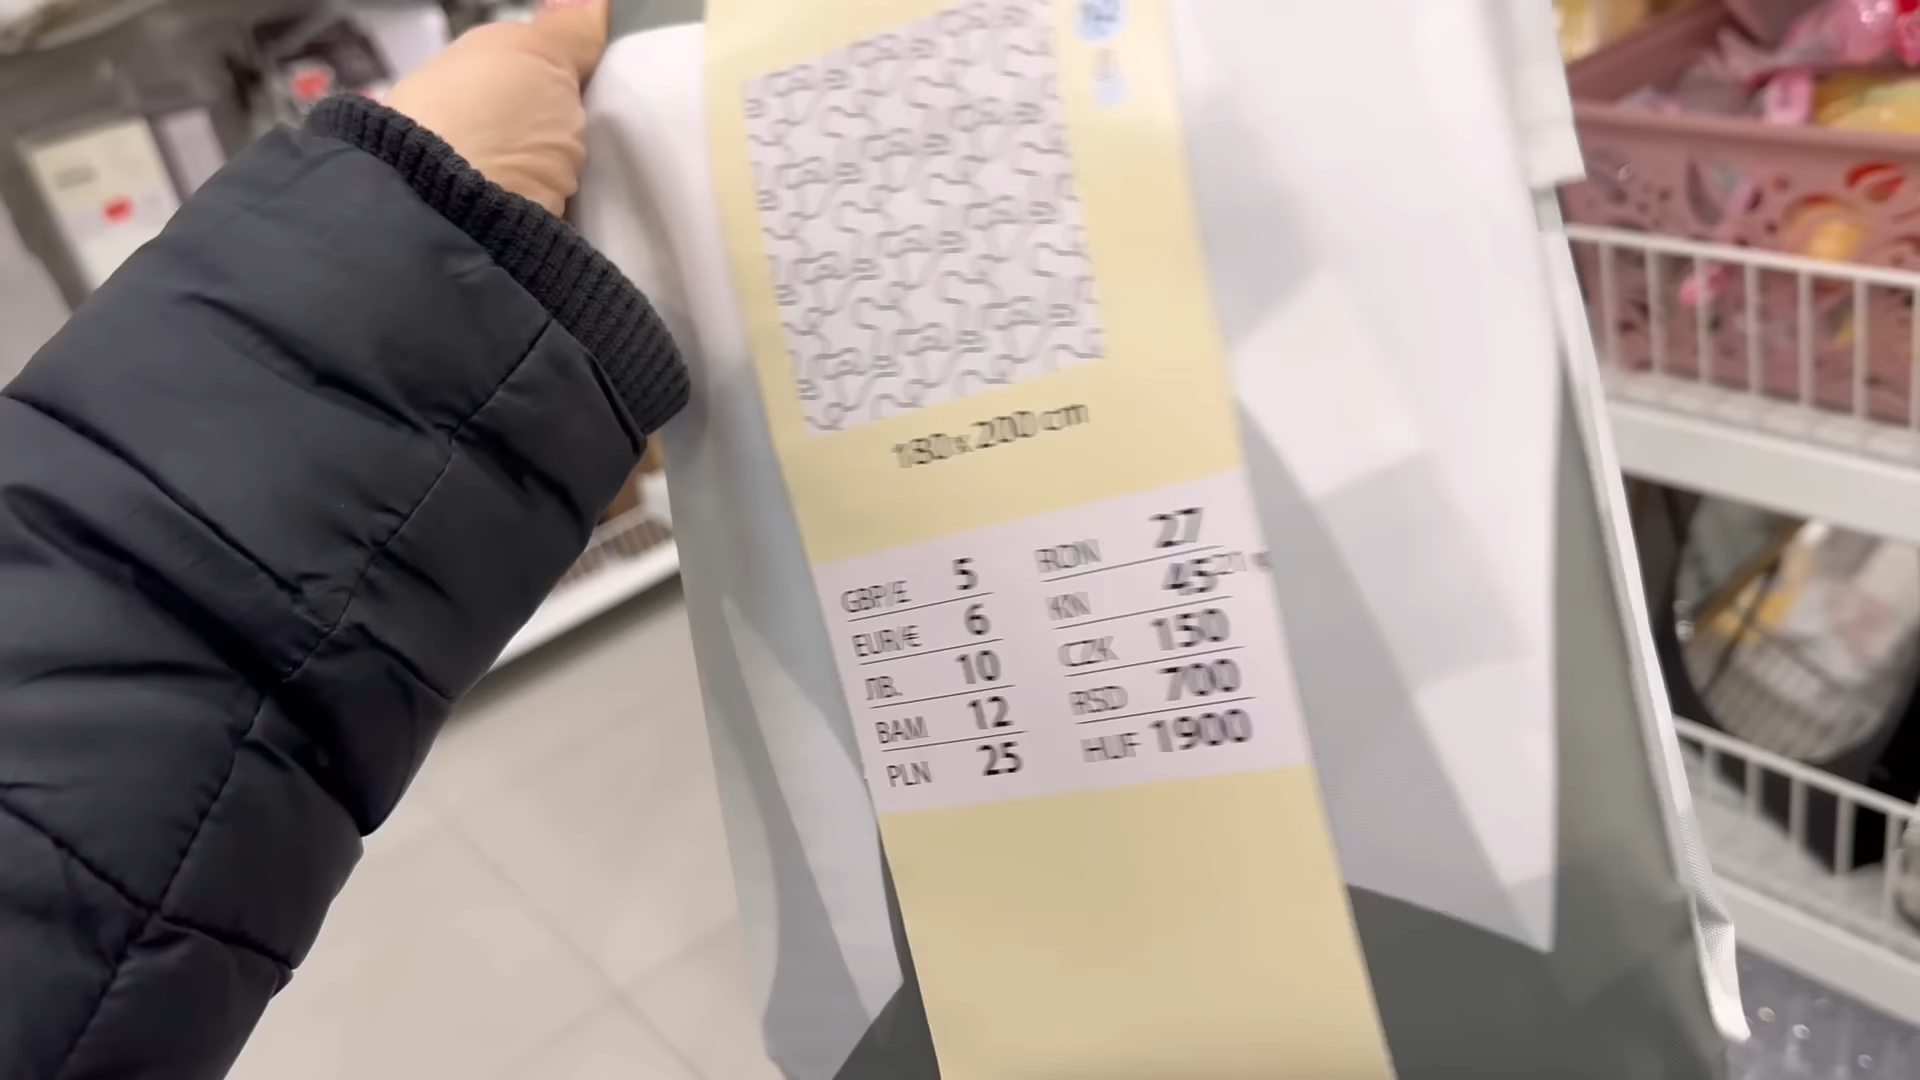 180 x 200 cm
GBP/£ 5
EUR/€ 6
ЛВ. 10
BAM 12
PLN 25
RON 27
KN 45
CZK 150
RSD 700
HUF 1900